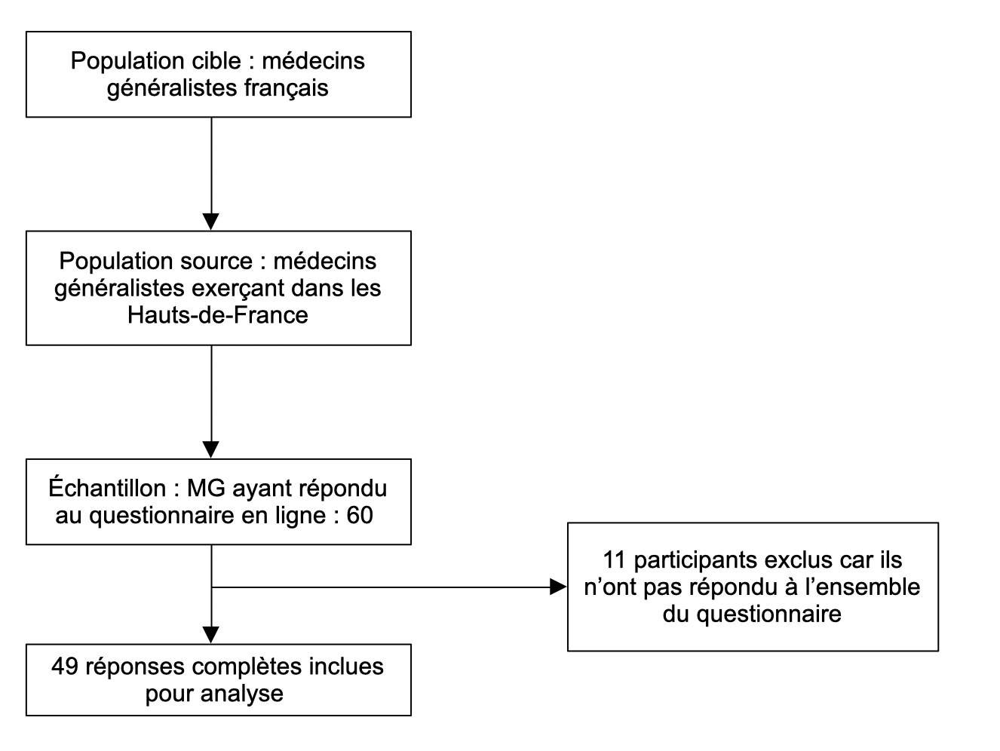 Population cible : médecins
généralistes français
Population source : médecins
généralistes exerçant dans les
Hauts-de-France
Échantillon : MG ayant répondu
au questionnaire en ligne : 60
11 participants exclus car ils
n’ont pas répondu à l’ensemble
du questionnaire
49 réponses complètes inclues
pour analyse